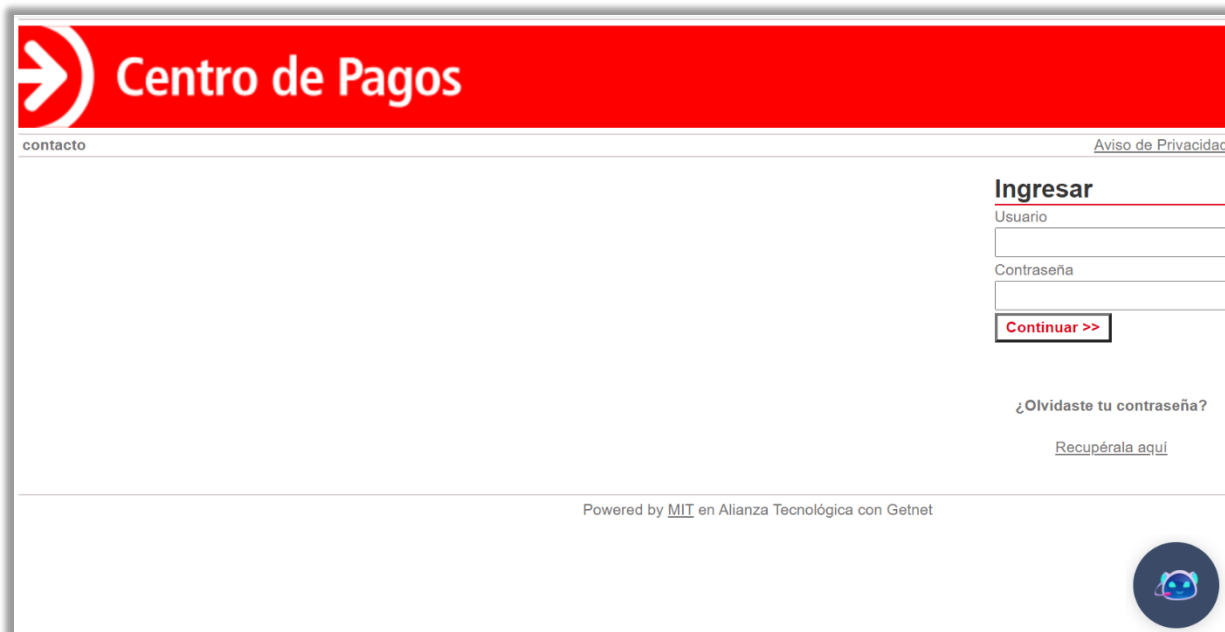 Centro de Pagos
contacto
Aviso de Privacidad
Ingresar
Usuario
Contraseña
Continuar >>
¿Olvidaste tu contraseña?
Recupérala aquí
Powered by MIT en Alianza Tecnológica con Getnet